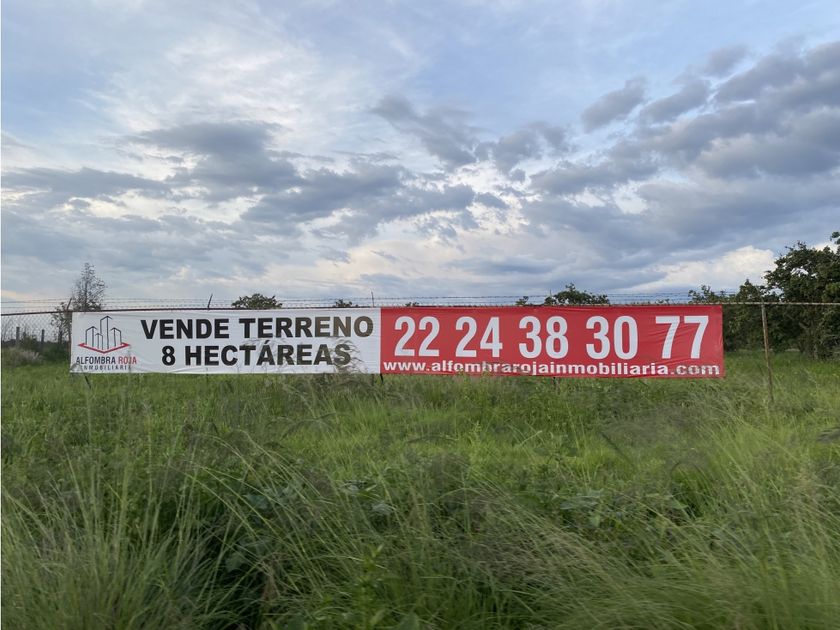 ALFOMBRA ROJA
INMOBILIARIA
VENDE TERRENO
8 HECTÁREAS
22 24 38 30 77
www.alfombrarojainmobiliaria.com